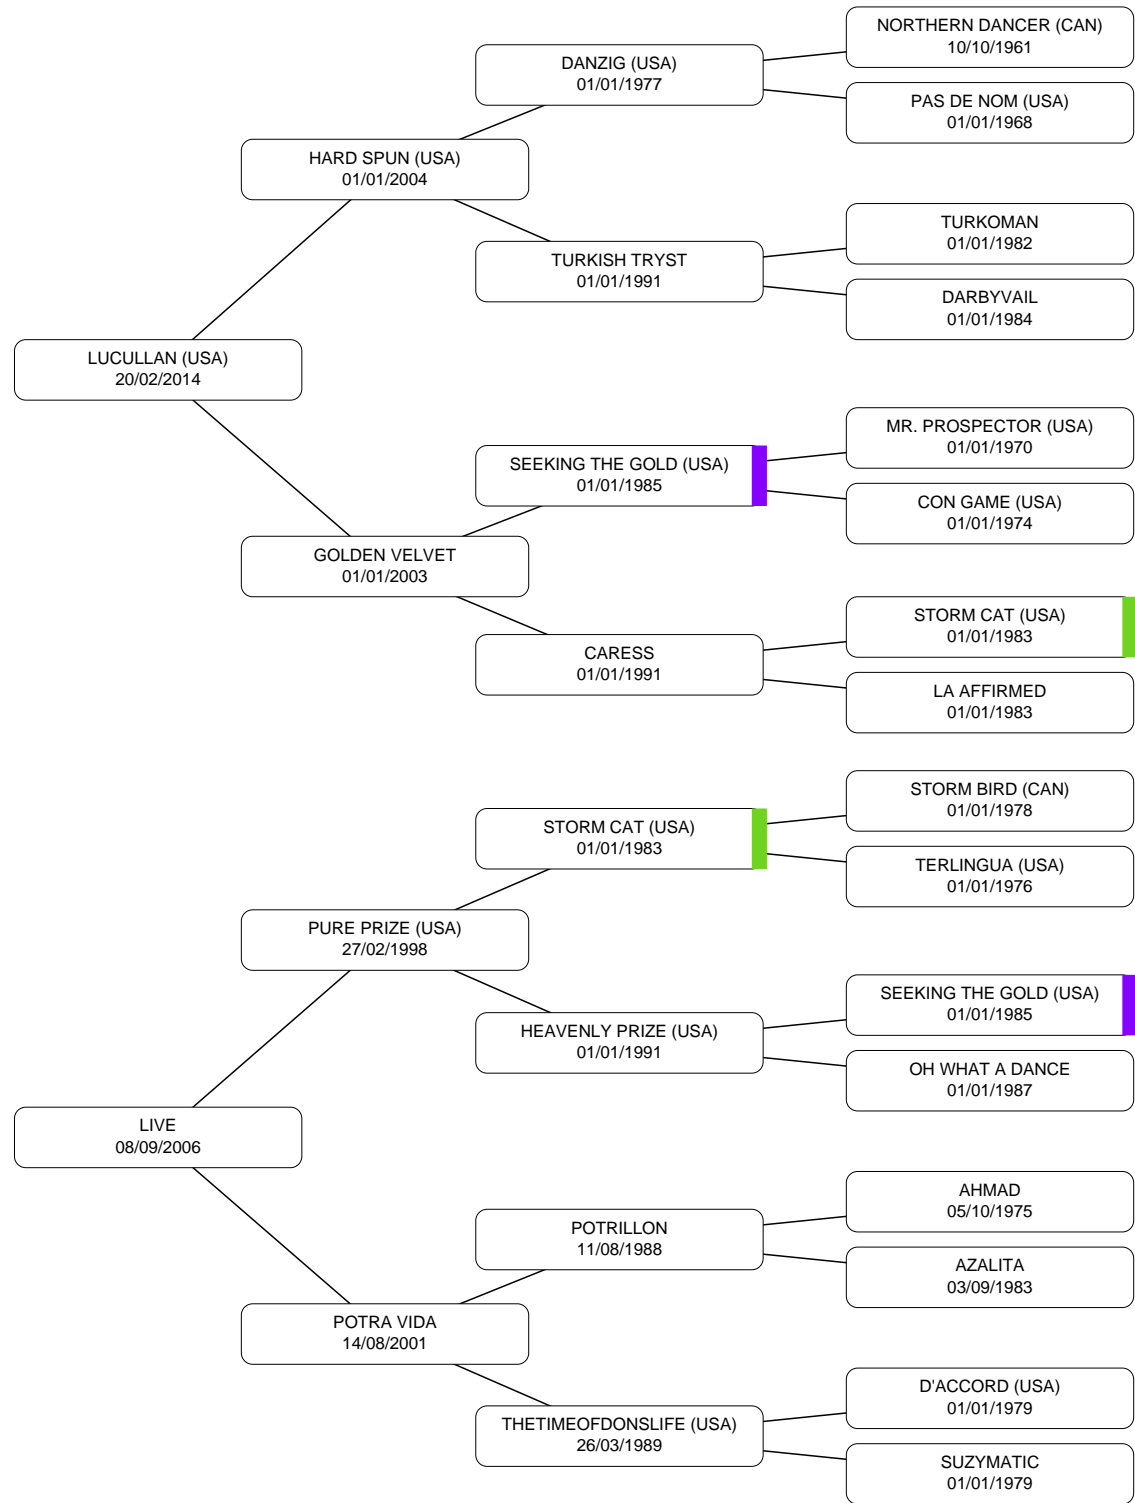 NORTHERN DANCER (CAN)
10/10/1961
DANZIG (USA)
01/01/1977
PAS DE NOM (USA)
01/01/1968
HARD SPUN (USA)
01/01/2004
TURKOMAN
01/01/1982
TURKISH TRYST
01/01/1991
DARBYVAIL
01/01/1984
LUCULLAN (USA)
20/02/2014
MR. PROSPECTOR (USA)
01/01/1970
SEEKING THE GOLD (USA)
01/01/1985
CON GAME (USA)
01/01/1974
GOLDEN VELVET
01/01/2003
STORM CAT (USA)
01/01/1983
CARESS
01/01/1991
LA AFFIRMED
01/01/1983
STORM BIRD (CAN)
01/01/1978
STORM CAT (USA)
01/01/1983
TERLINGUA (USA)
01/01/1976
PURE PRIZE (USA)
27/02/1998
SEEKING THE GOLD (USA)
01/01/1985
HEAVENLY PRIZE (USA)
01/01/1991
OH WHAT A DANCE
01/01/1987
LIVE
08/09/2006
AHMAD
05/10/1975
POTRILLON
11/08/1988
AZALITA
03/09/1983
POTRA VIDA
14/08/2001
D'ACCORD (USA)
01/01/1979
THETIMEOFDONSLIFE (USA)
26/03/1989
SUZYMATIC
01/01/1979